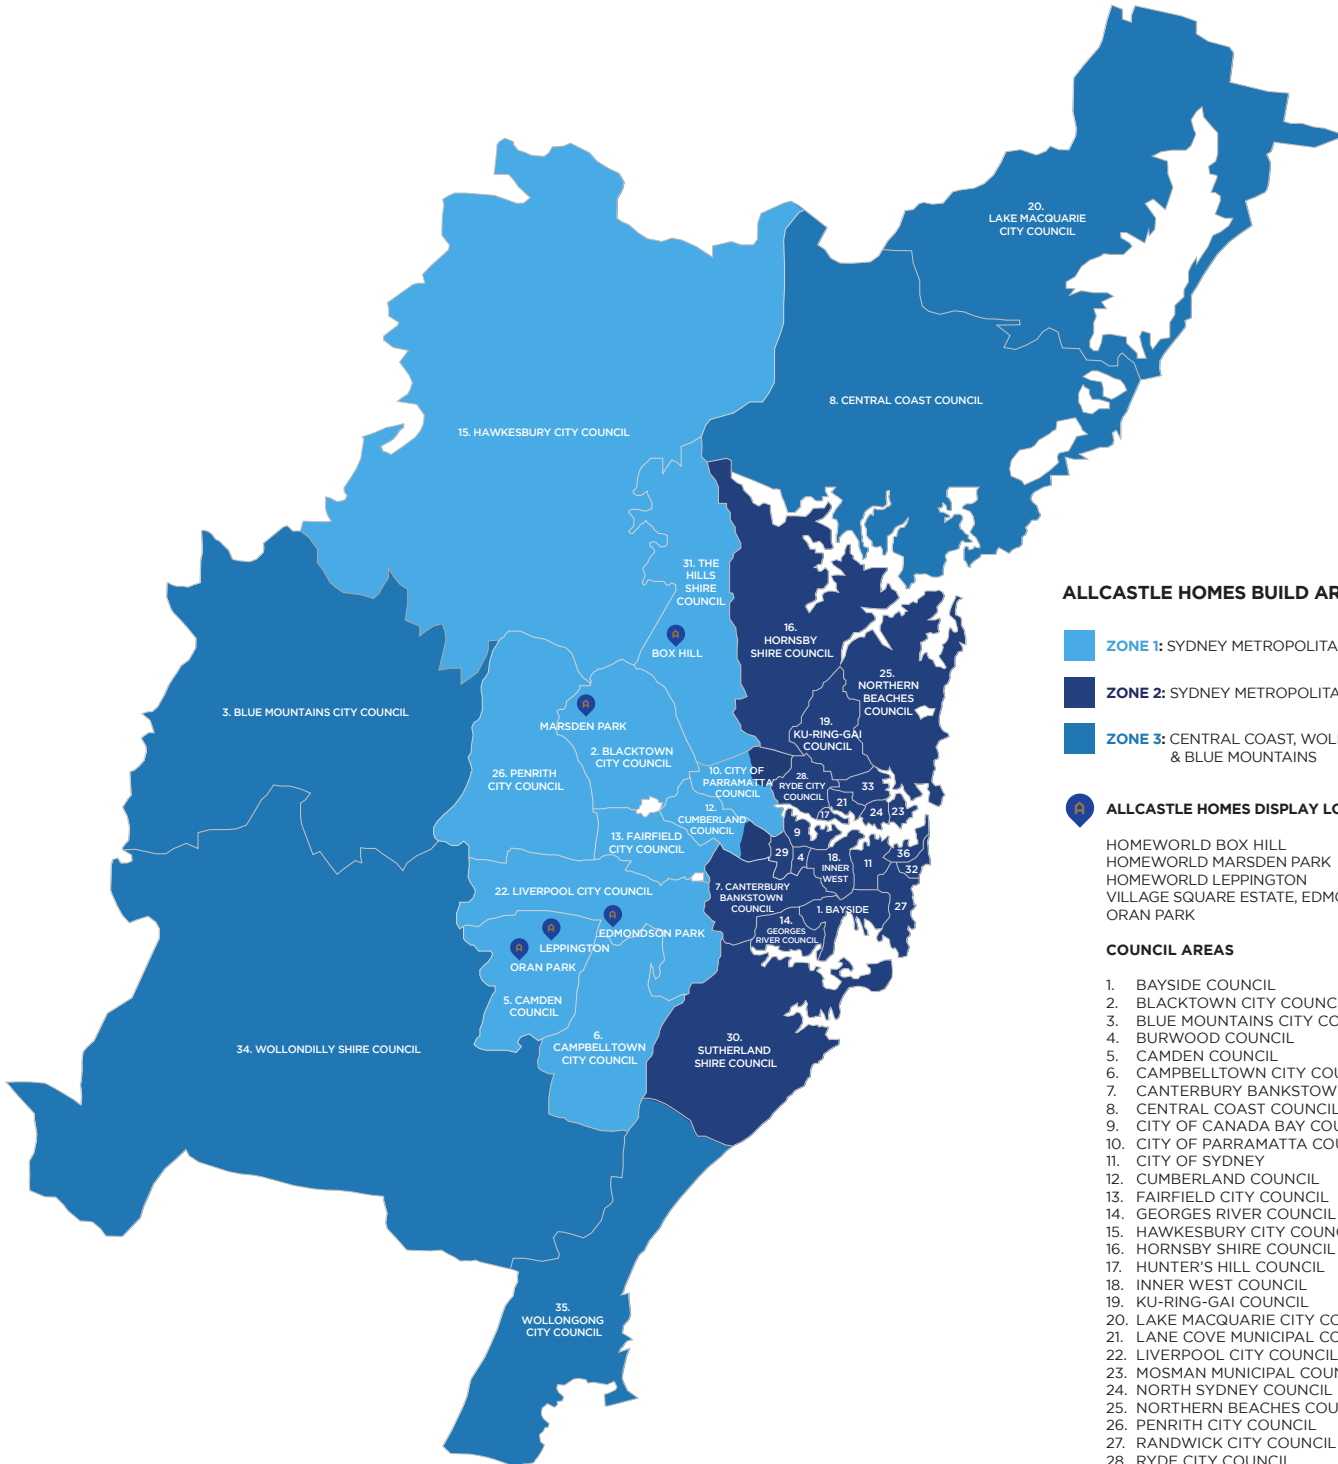 20.
LAKE MACQUARIE
CITY COUNCIL
8. CENTRAL COAST COUNCIL
15. HAWKESBURY CITY COUNCIL
31. THE
HILLS
SHIRE
COUNCIL
BOX HILL
16.
HORNSBY
SHIRE COUNCIL
25.
NORTHERN
BEACHES
COUNCIL
19.
KU-RING-GAI
COUNCIL
3. BLUE MOUNTAINS CITY COUNCIL
MARSDEN PARK
2. BLACKTOWN
CITY COUNCIL
26. PENRITH
CITY COUNCIL
10. CITY OF
PARRAMATTA
COUNCIL
28.
RYDE CITY
COUNCIL
33
21
17
24
23
12.
CUMBERLAND
COUNCIL
13. FAIRFIELD
CITY COUNCIL
9
29
4
18.
INNER
WEST
11
36
32
27
22. LIVERPOOL CITY COUNCIL
7. CANTERBURY
BANKSTOWN
COUNCIL
1. BAYSIDE
14.
GEORGES
RIVER COUNCIL
EDMONDSON PARK
LEPPINGTON
ORAN PARK
5. CAMDEN
COUNCIL
6.
CAMPBELLTOWN
CITY COUNCIL
30.
SUTHERLAND
SHIRE COUNCIL
34. WOLLONDILLY SHIRE COUNCIL
35.
WOLLONGONG
CITY COUNCIL
ALLCASTLE HOMES BUILD AR
ZONE 1: SYDNEY METROPOLITA
ZONE 2: SYDNEY METROPOLITA
ZONE 3: CENTRAL COAST, WOL
& BLUE MOUNTAINS
ALLCASTLE HOMES DISPLAY LO
HOMEWORLD BOX HILL
HOMEWORLD MARSDEN PARK
HOMEWORLD LEPPINGTON
VILLAGE SQUARE ESTATE, EDMO
ORAN PARK
COUNCIL AREAS
1. BAYSIDE COUNCIL
2. BLACKTOWN CITY COUNC
3. BLUE MOUNTAINS CITY CO
4. BURWOOD COUNCIL
5. CAMDEN COUNCIL
6. CAMPBELLTOWN CITY COU
7. CANTERBURY BANKSTOW
8. CENTRAL COAST COUNCIL
9. CITY OF CANADA BAY COU
10. CITY OF PARRAMATTA COU
11. CITY OF SYDNEY
12. CUMBERLAND COUNCIL
13. FAIRFIELD CITY COUNCIL
14. GEORGES RIVER COUNCIL
15. HAWKESBURY CITY COUNC
16. HORNSBY SHIRE COUNCIL
17. HUNTER'S HILL COUNCIL
18. INNER WEST COUNCIL
19. KU-RING-GAI COUNCIL
20. LAKE MACQUARIE CITY CO
21. LANE COVE MUNICIPAL CO
22. LIVERPOOL CITY COUNCIL
23. MOSMAN MUNICIPAL COUN
24. NORTH SYDNEY COUNCIL
25. NORTHERN BEACHES COU
26. PENRITH CITY COUNCIL
27. RANDWICK CITY COUNCIL
28. RYDE CITY COUNCIL